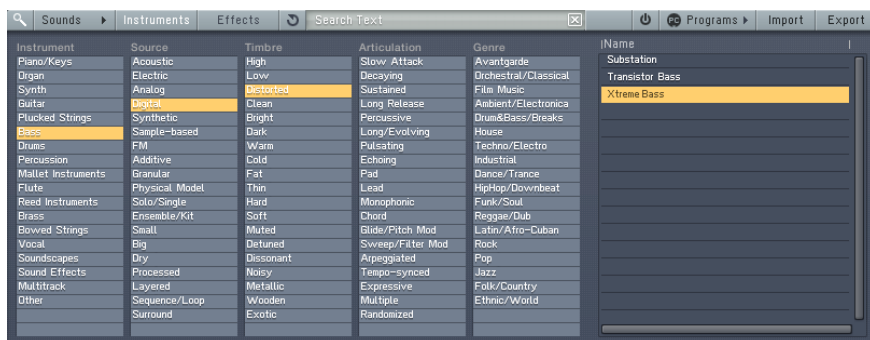 Sounds Instruments Effects Search Text PC Programs Import Export
Instrument Source Timbre Articulation Genre Name
Piano/Keys Acoustic High Slow Attack Avantgarde Substation
Organ Electric Low Decaying Orchestral/Classical Transistor Bass
Synth Analog Distorted Sustained Film Music Xtreme Bass
Guitar Digital Clean Long Release Ambient/Electronica
Plucked Strings Synthetic Bright Percussive Drum&Bass/Breaks
Bass Sample-based Dark Long/Evolving House
Drums FM Warm Pulsating Techno/Electro
Percussion Additive Cold Echoing Industrial
Mallet Instruments Granular Fat Pad Dance/Trance
Flute Physical Model Thin Lead HipHop/Downbeat
Reed Instruments Solo/Single Hard Monophonic Funk/Soul
Brass Ensemble/Kit Soft Chord Reggae/Dub
Bowed Strings Small Muted Glide/Pitch Mod Latin/Afro-Cuban
Vocal Big Detuned Sweep/Filter Mod Rock
Soundscapes Dry Dissonant Arpeggiated Pop
Sound Effects Processed Noisy Tempo-synced Jazz
Multitrack Layered Metallic Expressive Folk/Country
Other Sequence/Loop Wooden Multiple Ethnic/World
Surround Exotic Randomized